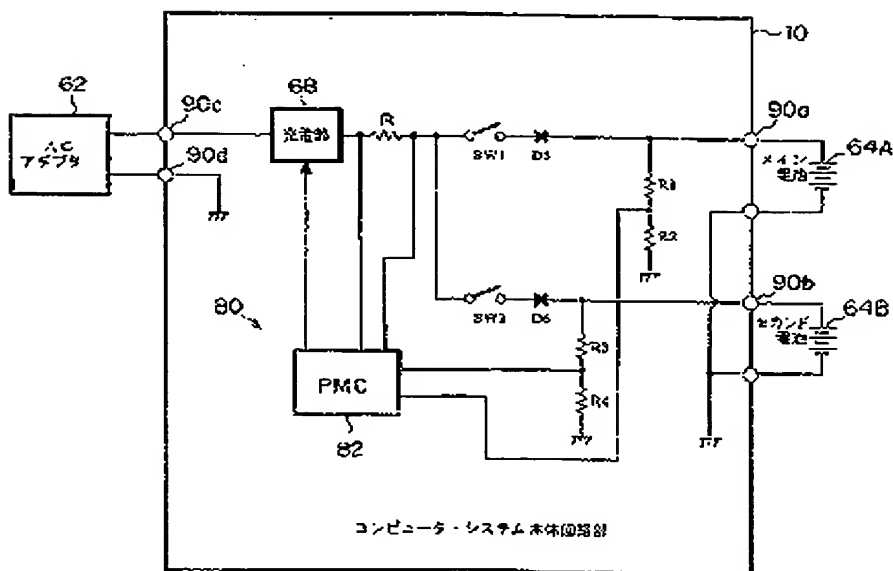 10
62
ACアダプタ
90c
90d
68
充電器
R
SW1
D5
90a
64A
メイン電池
R1
R2
90b
64B
セカンド電池
SW2
D6
R3
R4
80
PMC
82
コンピュータ・システム本体回路部